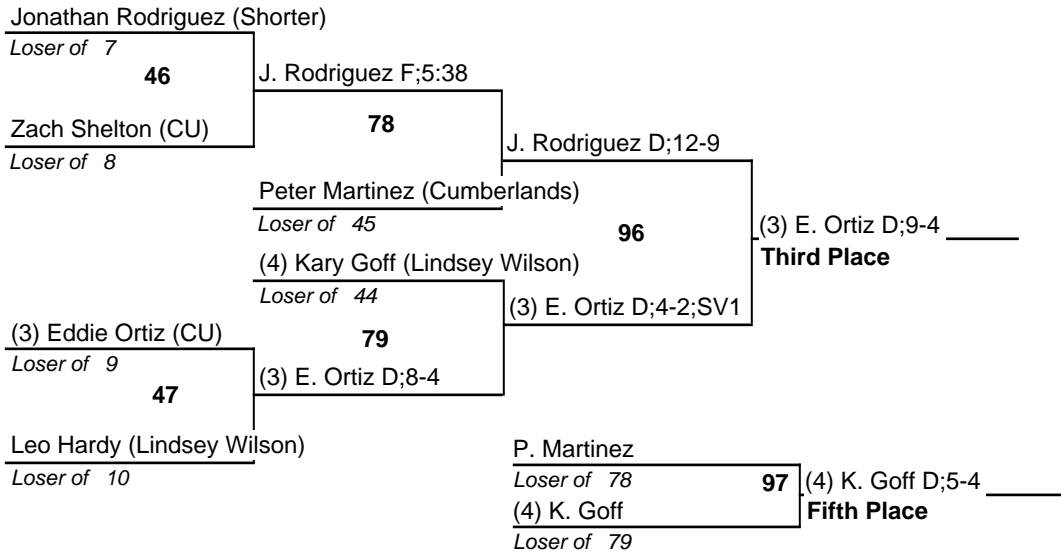 Jonathan Rodriguez (Shorter)
Loser of 7
46
J. Rodriguez F;5:38
Zach Shelton (CU)
Loser of 8
78
J. Rodriguez D;12-9
Peter Martinez (Cumberlands)
Loser of 45
96
(3) E. Ortiz D;9-4
Third Place
(4) Kary Goff (Lindsey Wilson)
Loser of 44
(3) E. Ortiz D;4-2;SV1
(3) Eddie Ortiz (CU)
Loser of 9
79
47
(3) E. Ortiz D;8-4
Leo Hardy (Lindsey Wilson)
Loser of 10
P. Martinez
Loser of 78
97
(4) K. Goff D;5-4
(4) K. Goff
Fifth Place
Loser of 79